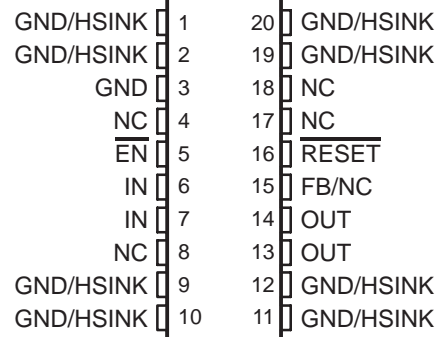 GND/HSINK 1 20 GND/HSINK
GND/HSINK 2 19 GND/HSINK
GND 3 18 NC
NC 4 17 NC
EN 5 16 RESET
IN 6 15 FB/NC
IN 7 14 OUT
NC 8 13 OUT
GND/HSINK 9 12 GND/HSINK
GND/HSINK 10 11 GND/HSINK